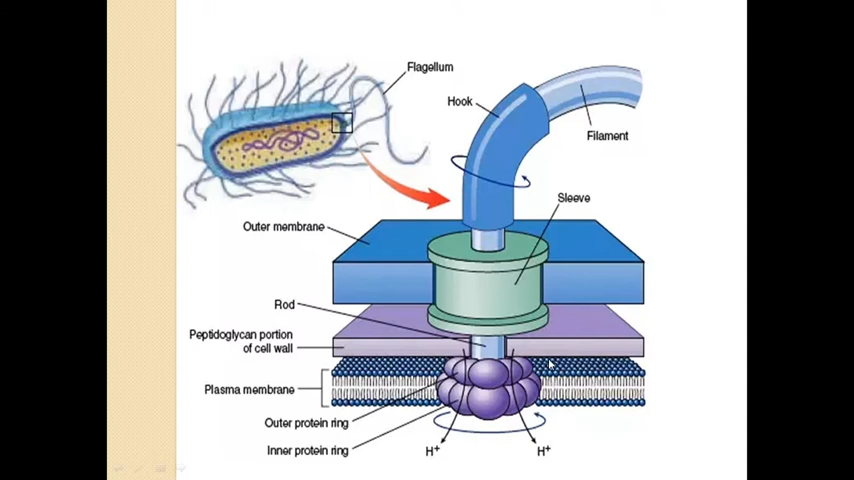 Flagellum
Hook
Filament
Sleeve
Outer membrane
Rod
Peptidoglycan portion
of cell wall
Plasma membrane
Outer protein ring
Inner protein ring
H+
H+